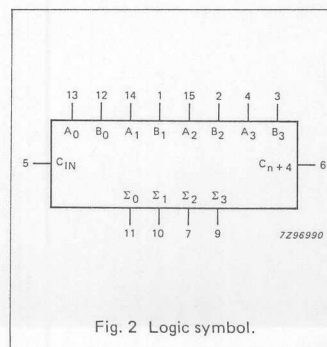 13 12 14 1 15 2 4 3
A0 B0 A1 B1 A2 B2 A3 B3
5 CIN Cn+4 6
Σ0 Σ1 Σ2 Σ3
11 10 7 9
7Z96990
Fig. 2 Logic symbol.